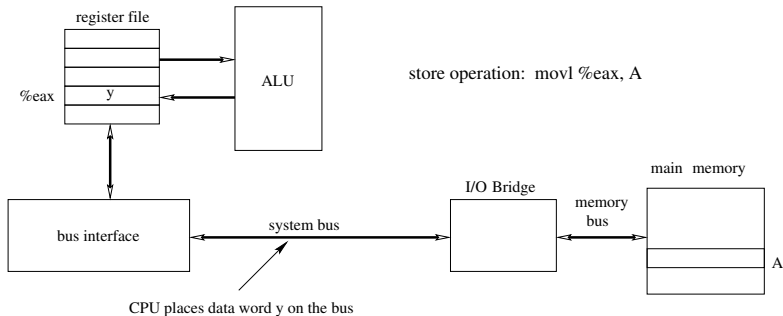 register file
ALU
store operation: movl %eax, A
%eax
y
main memory
I/O Bridge
memory
bus
system bus
bus interface
A
CPU places data word y on the bus